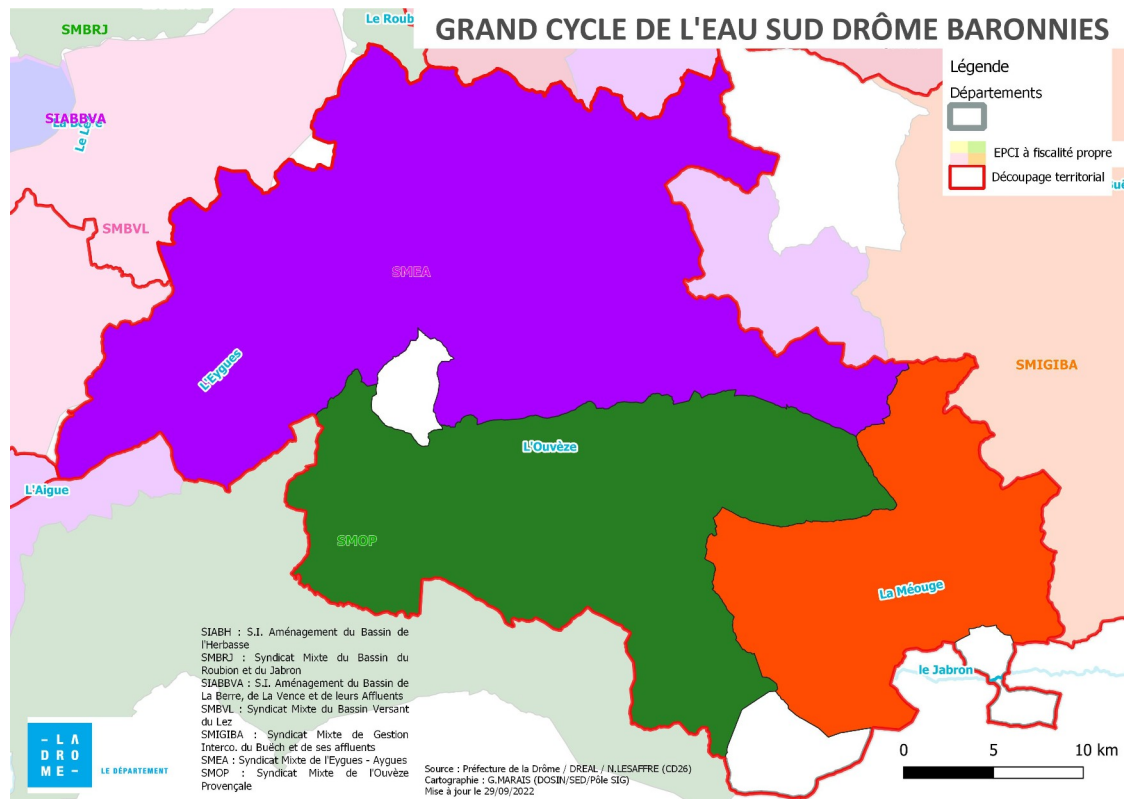 GRAND CYCLE DE L'EAU SUD DRÔME BARONNIES
SMBRJ
Le Roub
Légende
Départements
EPCI à fiscalité propre
Découpage territorial
SIABBVA
SMBVL
SMEA
SMIGIBA
L'Eygues
L'Ouvèze
L'Aigue
SMOP
La Méouge
le Jabron
SIABH : S.I. Aménagement du Bassin de
l'Herbasse
SMBRJ : Syndicat Mixte du Bassin du
Roubion et du Jabron
SIABBVA : S.I. Aménagement du Bassin de
La Berre, de La Vence et de leurs Affluents
SMBVL : Syndicat Mixte du Bassin Versant
du Lez
SMIGIBA : Syndicat Mixte de Gestion
Interco. du Buëch et de ses affluents
SMEA : Syndicat Mixte de l'Eygues - Aygues
SMOP : Syndicat Mixte de l'Ouvèze
Provençale
0 5 10 km
– L A
D R O
M E –
LE DÉPARTEMENT
Source : Préfecture de la Drôme / DREAL / N.LESAFFRE (CD26)
Cartographie : G.MARAIS (DOSIN/SED/Pôle SIG)
Mise à jour le 29/09/2022